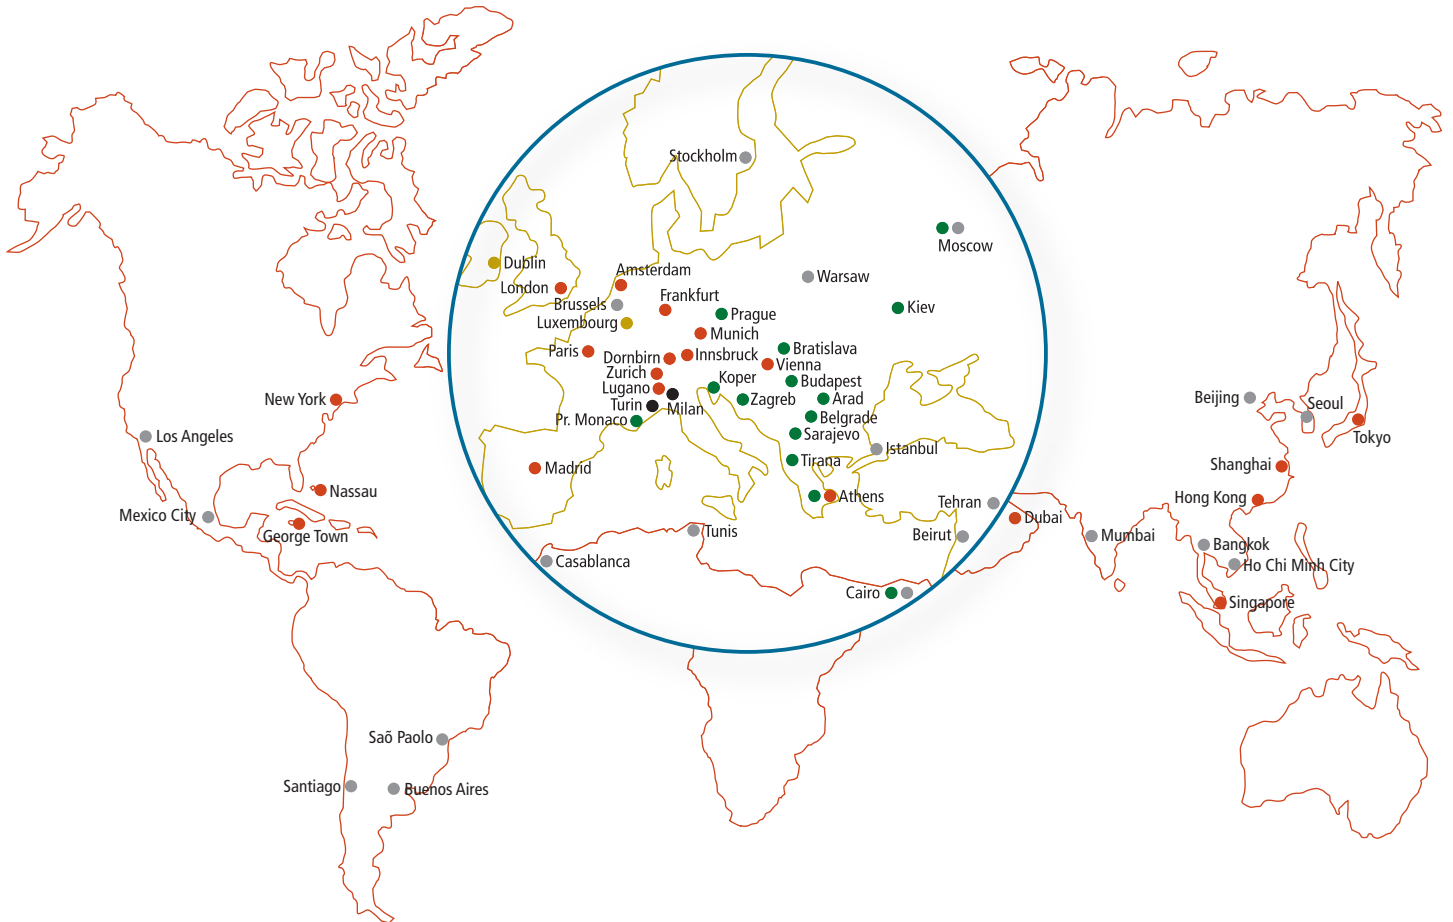 Stockholm
Moscow
Dublin
Amsterdam
Warsaw
London
Frankfurt
Brussels
Kiev
Prague
Luxembourg
Munich
Paris
Bratislava
Dornbirn
Innsbruck
Vienna
Zurich
Koper
Budapest
Lugano
Zagreb
Arad
Turin
Milan
Pr. Monaco
Belgrade
Sarajevo
Istanbul
Tirana
Madrid
Athens
Tehran
Tunis
Beirut
Casablanca
Cairo
New York
Los Angeles
Nassau
Mexico City
George Town
Saõ Paolo
Santiago
Buenos Aires
Beijing
Seoul
Tokyo
Shanghai
Hong Kong
Dubai
Mumbai
Bangkok
Ho Chi Minh City
Singapore